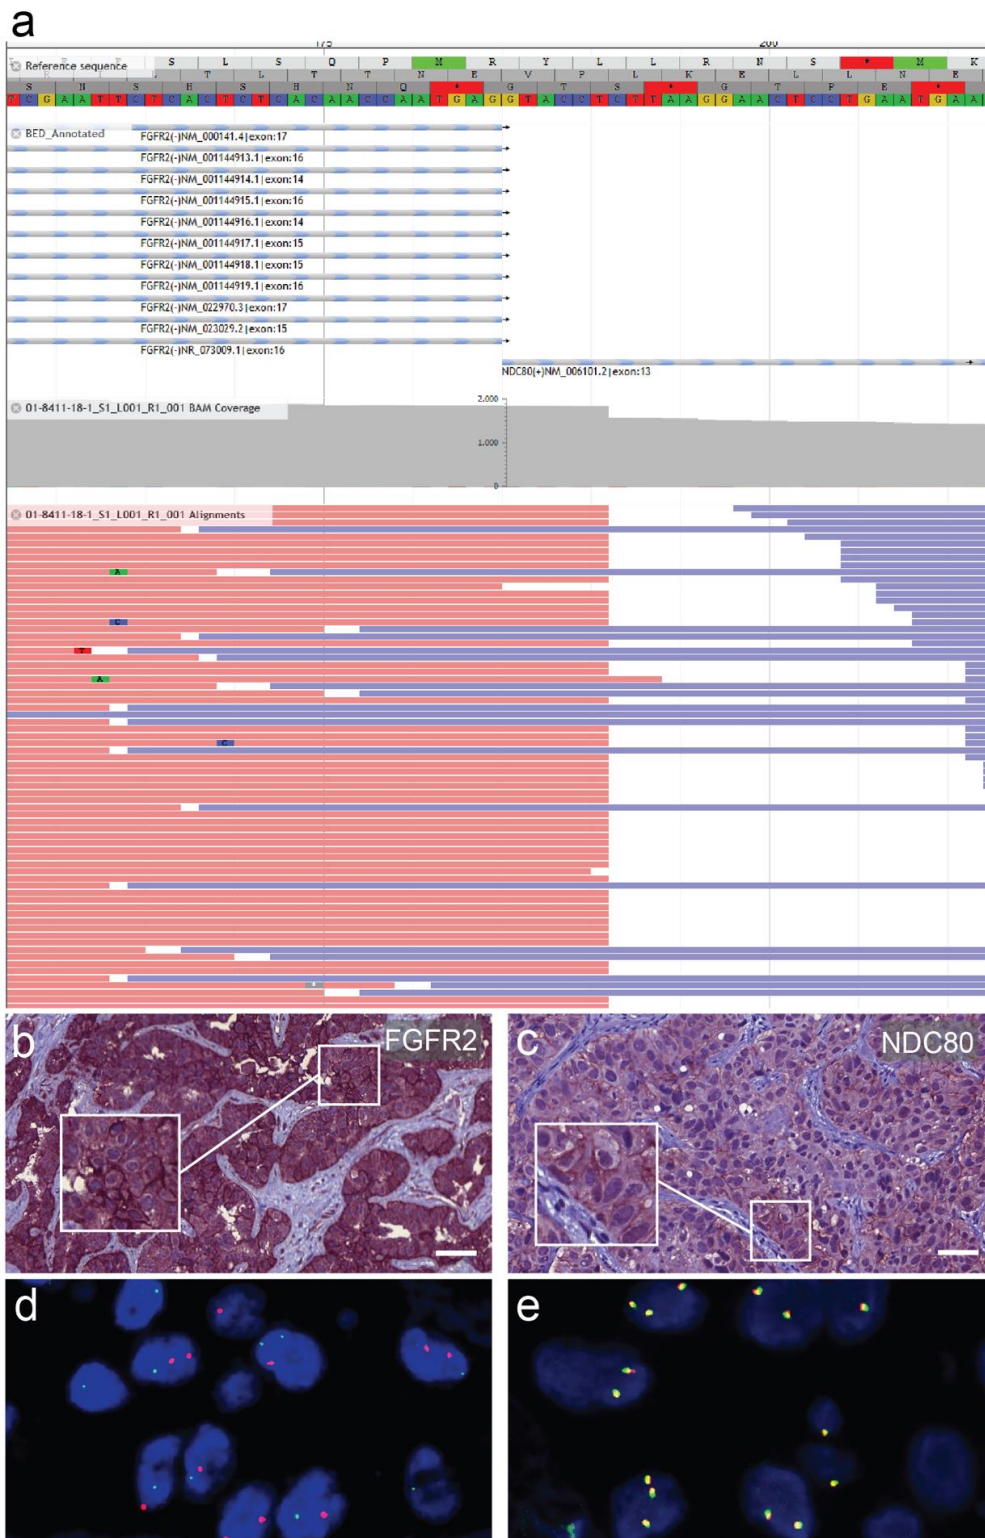 a
175
200
Reference sequence
S L S Q P M R Y L L R N S * M K
L T L T T N E V P L K E L L N E
S N S H S H N Q * G T S * G T P E *
T C G A A T T C T C A C T C T C A C A A C C A A T G A G G T A C C T C T T A A G G A A C T C C T G A A T G A A
BED_Annotated
FGFR2(-)NM_000141.4|exon:17
FGFR2(-)NM_001144913.1|exon:16
FGFR2(-)NM_001144914.1|exon:14
FGFR2(-)NM_001144915.1|exon:16
FGFR2(-)NM_001144916.1|exon:14
FGFR2(-)NM_001144917.1|exon:15
FGFR2(-)NM_001144918.1|exon:15
FGFR2(-)NM_001144919.1|exon:16
FGFR2(-)NM_022970.3|exon:17
FGFR2(-)NM_023029.2|exon:15
FGFR2(-)NR_073009.1|exon:16
NDC80(+)NM_006101.2|exon:13
01-8411-18-1_S1_L001_R1_001 BAM Coverage
2.000
1.000
0
01-8411-18-1_S1_L001_R1_001 Alignments
A
C
T
A
C
b FGFR2
c NDC80
d
e